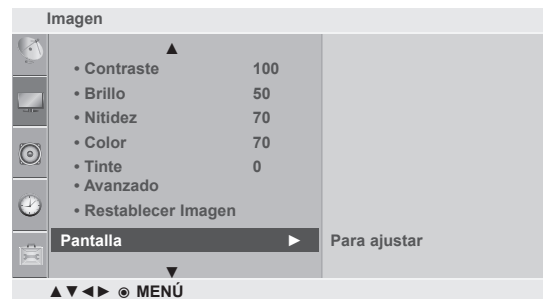 Imagen
▲
• Contraste 100
• Brillo 50
• Nitidez 70
• Color 70
• Tinte 0
• Avanzado
• Restablecer Imagen
Pantalla ► Para ajustar
▼
▲▼◄► ◉ MENÚ